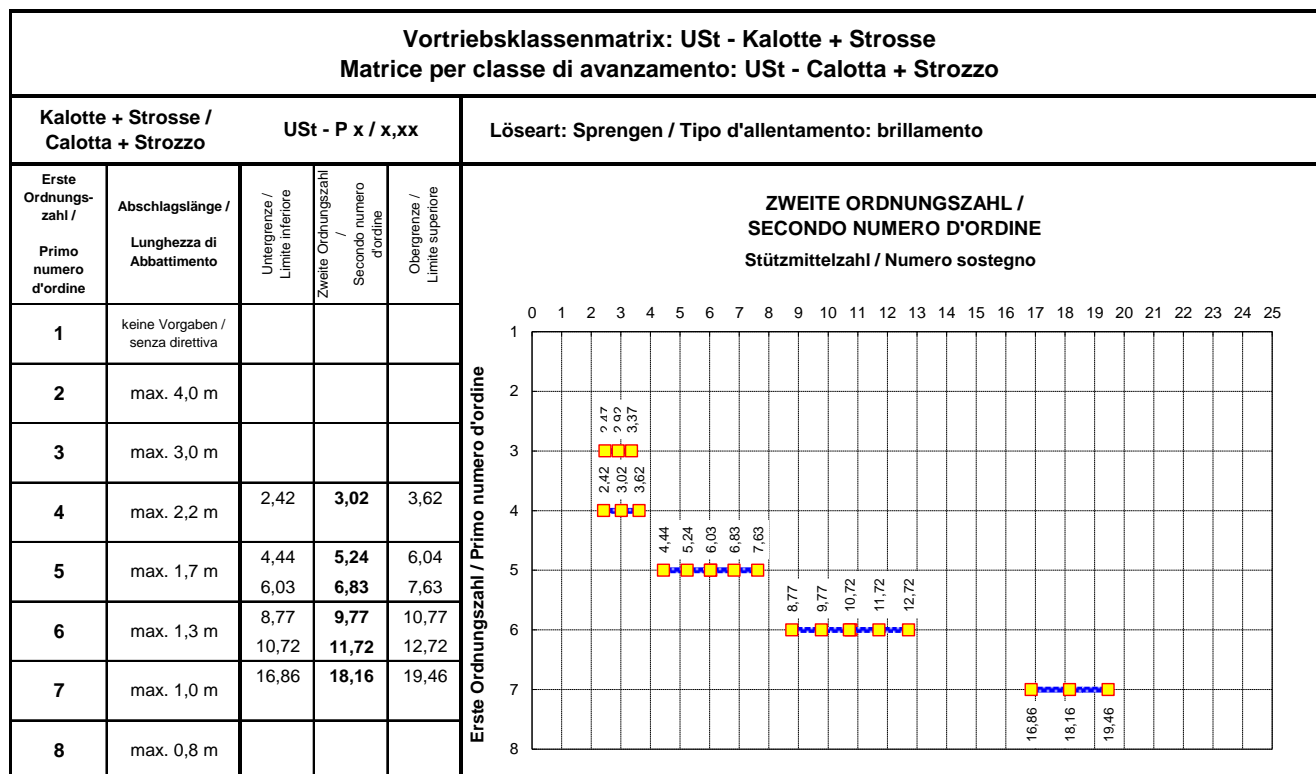 Vortriebsklassenmatrix: USt - Kalotte + Strosse
Matrice per classe di avanzamento: USt - Calotta + Strozzo
Kalotte + Strosse /
Calotta + Strozzo
USt - P x / x,xx
Löseart: Sprengen / Tipo d'allentamento: brillamento
Erste
Ordnungs-
zahl /
Primo
numero
d'ordine
Abschlagslänge /
Lunghezza di
Abbattimento
Untergrenze /
Limite inferiore
Zweite Ordnungszahl
/
Secondo numero
d'ordine
Obergrenze /
Limite superiore
1 keine Vorgaben /
senza direttiva
2 max. 4,0 m
3 max. 3,0 m
4 max. 2,2 m 2,42 3,02 3,62
5 max. 1,7 m 4,44 5,24 6,04
6,03 6,83 7,63
6 max. 1,3 m 8,77 9,77 10,77
10,72 11,72 12,72
7 max. 1,0 m 16,86 18,16 19,46
8 max. 0,8 m
ZWEITE ORDNUNGSZAHL /
SECONDO NUMERO D'ORDINE
Stützmittelzahl / Numero sostegno
0 1 2 3 4 5 6 7 8 9 10 11 12 13 14 15 16 17 18 19 20 21 22 23 24 25
Erste Ordnungszahl / Primo numero d'ordine
1
2
3
4
5
6
7
8
2,47 2,92 3,37
2,42 3,02 3,62
4,44 5,24 6,03 6,83 7,63
8,77 9,77 10,72 11,72 12,72
16,86 18,16 19,46